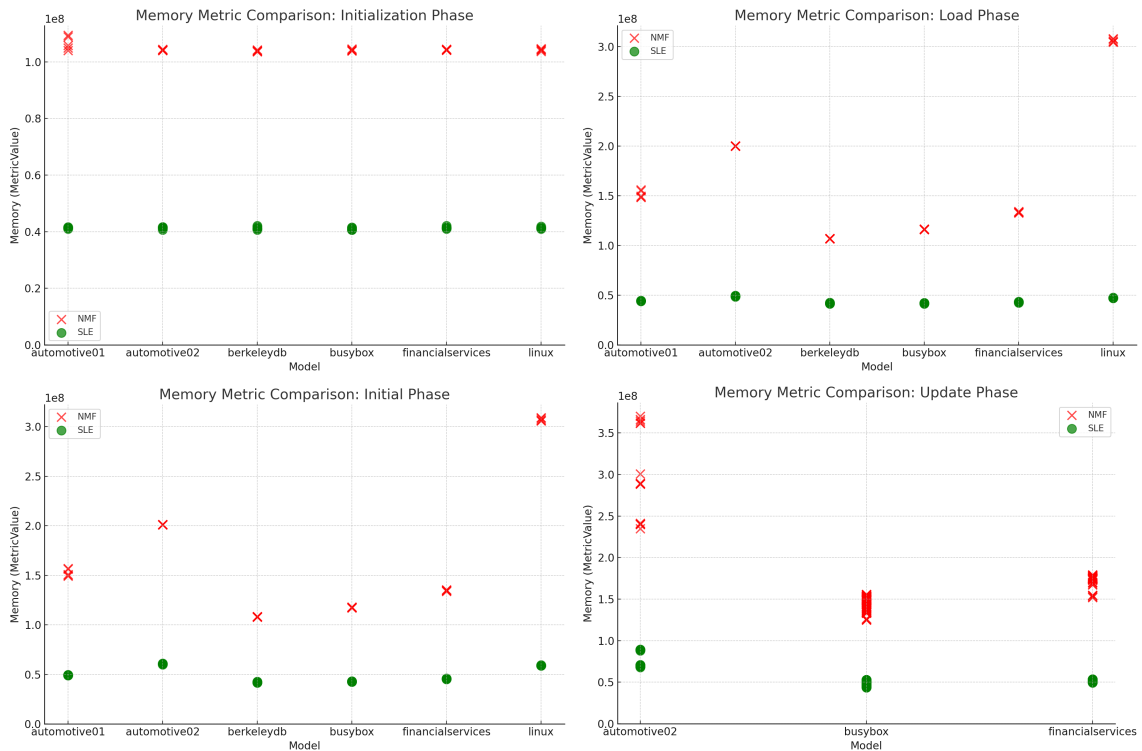 Memory Metric Comparison: Initialization Phase
1e8
Memory (MetricValue)
1.0
0.8
0.6
0.4
0.2
0.0
NMF
SLE
automotive01 automotive02 berkeleydb busybox financialservices linux
Model
Memory Metric Comparison: Load Phase
1e8
Memory (MetricValue)
3.0
2.5
2.0
1.5
1.0
0.5
0.0
NMF
SLE
automotive01 automotive02 berkeleydb busybox financialservices linux
Model
Memory Metric Comparison: Initial Phase
1e8
Memory (MetricValue)
3.0
2.5
2.0
1.5
1.0
0.5
0.0
NMF
SLE
automotive01 automotive02 berkeleydb busybox financialservices linux
Model
Memory Metric Comparison: Update Phase
1e8
Memory (MetricValue)
3.5
3.0
2.5
2.0
1.5
1.0
0.5
0.0
NMF
SLE
automotive02 busybox financialservices
Model